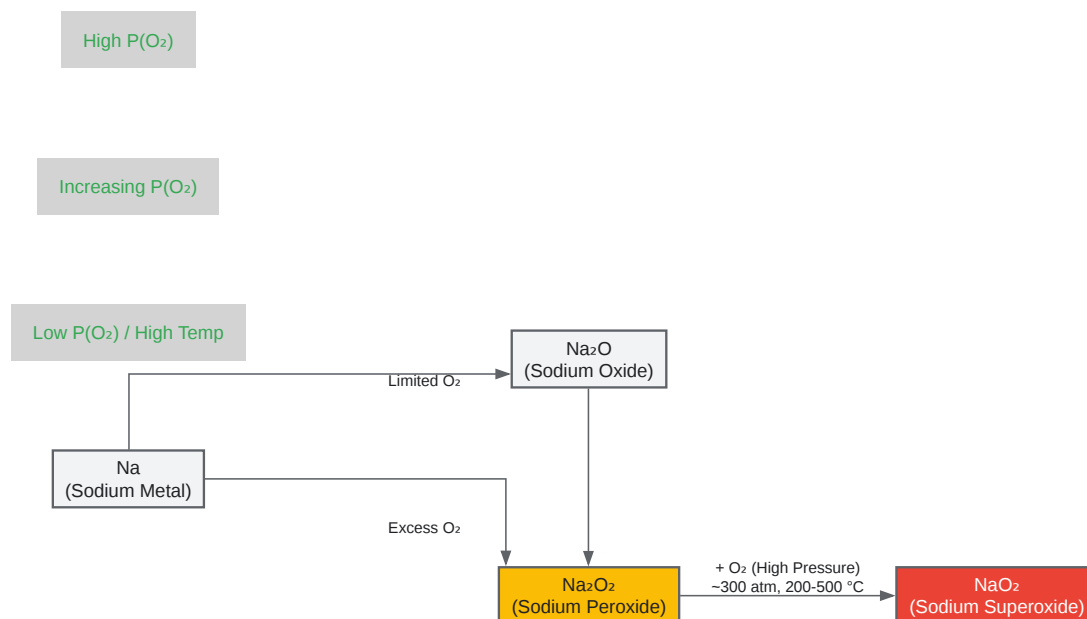 High P(O₂)
Increasing P(O₂)
Low P(O₂) / High Temp
Na₂O
(Sodium Oxide)
Limited O₂
Na
(Sodium Metal)
Excess O₂
+ O₂ (High Pressure)
~300 atm, 200-500 °C
Na₂O₂
(Sodium Peroxide)
NaO₂
(Sodium Superoxide)